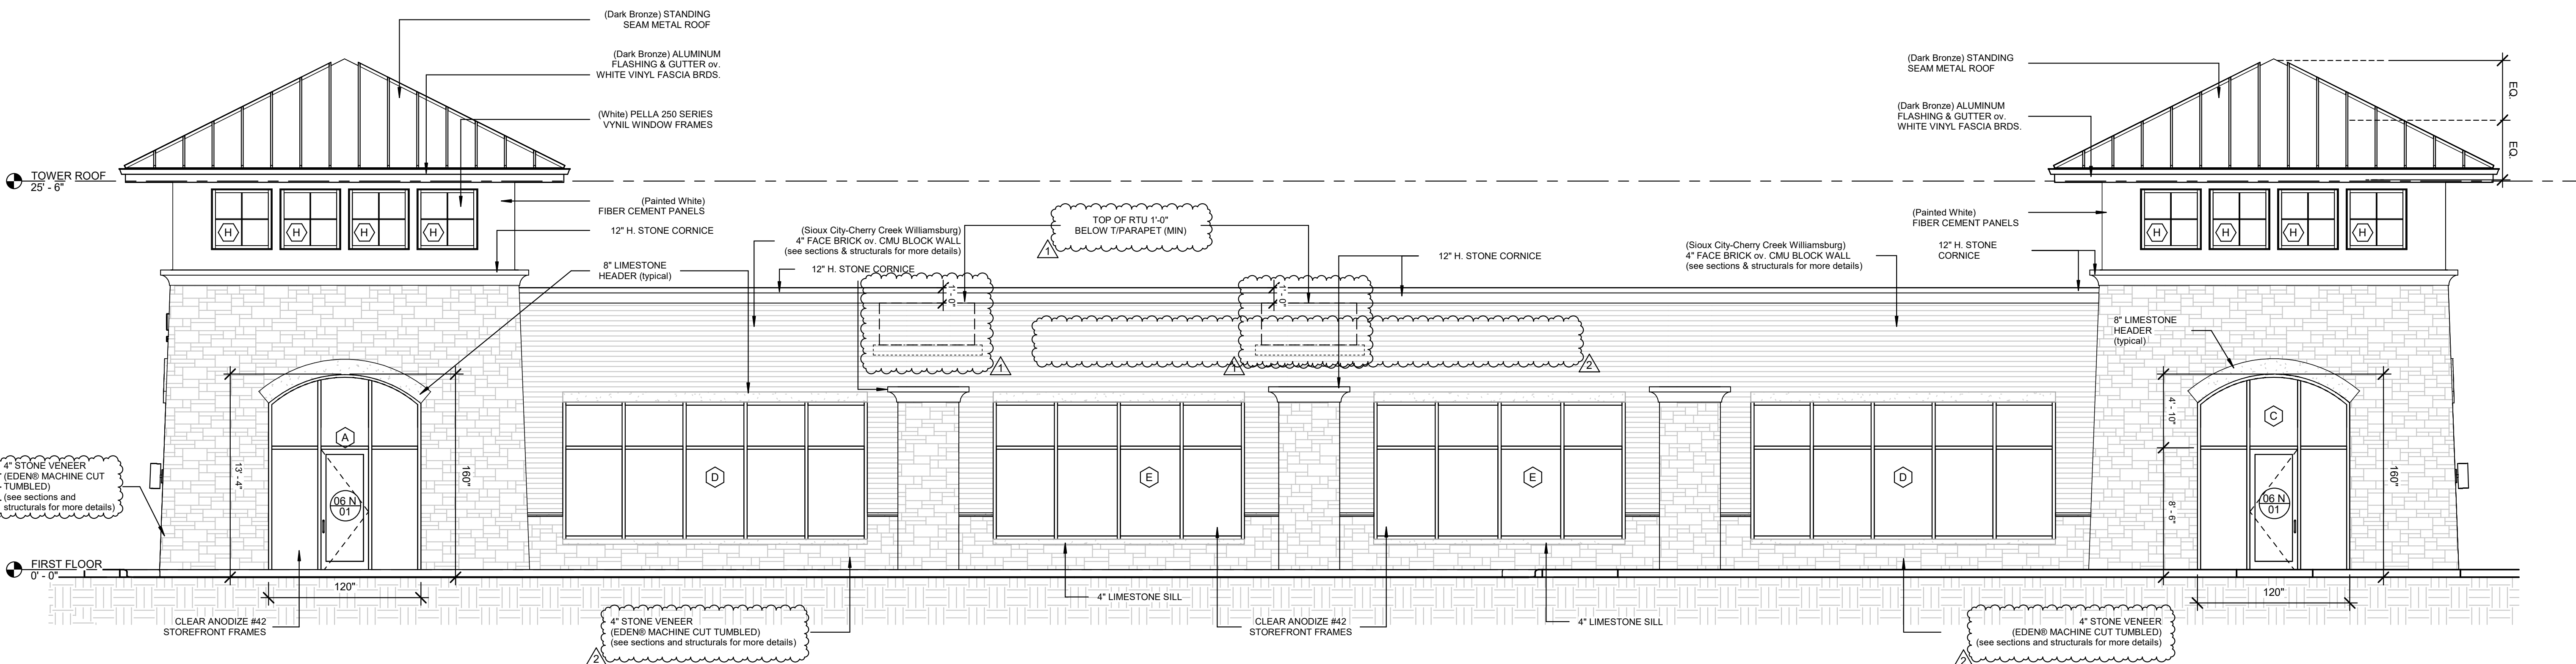 (Dark Bronze) STANDING
SEAM METAL ROOF
(Dark Bronze) ALUMINUM
FLASHING & GUTTER ov.
WHITE VINYL FASCIA BRDS.
(White) PELLA 250 SERIES
VYNIL WINDOW FRAMES
(Dark Bronze) STANDING
SEAM METAL ROOF
(Dark Bronze) ALUMINUM
FLASHING & GUTTER ov.
WHITE VINYL FASCIA BRDS.
EQ.
EQ.
TOWER ROOF
25' - 6"
H
H
H
H
(Painted White)
FIBER CEMENT PANELS
12" H. STONE CORNICE
8" LIMESTONE
HEADER (typical)
(Sioux City-Cherry Creek Williamsburg)
4" FACE BRICK ov. CMU BLOCK WALL
(see sections & structurals for more details)
12" H. STONE CORNICE
TOP OF RTU 1'-0"
BELOW T/PARAPET (MIN)
1
12" H. STONE CORNICE
(Sioux City-Cherry Creek Williamsburg)
4" FACE BRICK ov. CMU BLOCK WALL
(see sections & structurals for more details)
(Painted White)
FIBER CEMENT PANELS
12" H. STONE
CORNICE
H
H
H
H
1' - 0"
1' - 0"
1
1
2
8" LIMESTONE
HEADER
(typical)
A
13' - 4"
160"
06 N
01
D
E
E
D
C
4' - 10"
8' - 6"
160"
06 N
01
4" STONE VENEER
(EDEN® MACHINE CUT
TUMBLED)
(see sections and
structurals for more details)
FIRST FLOOR
0' - 0"
120"
120"
CLEAR ANODIZE #42
STOREFRONT FRAMES
4" STONE VENEER
(EDEN® MACHINE CUT TUMBLED)
(see sections and structurals for more details)
2
4" LIMESTONE SILL
CLEAR ANODIZE #42
STOREFRONT FRAMES
4" LIMESTONE SILL
4" STONE VENEER
(EDEN® MACHINE CUT TUMBLED)
(see sections and structurals for more details)
2